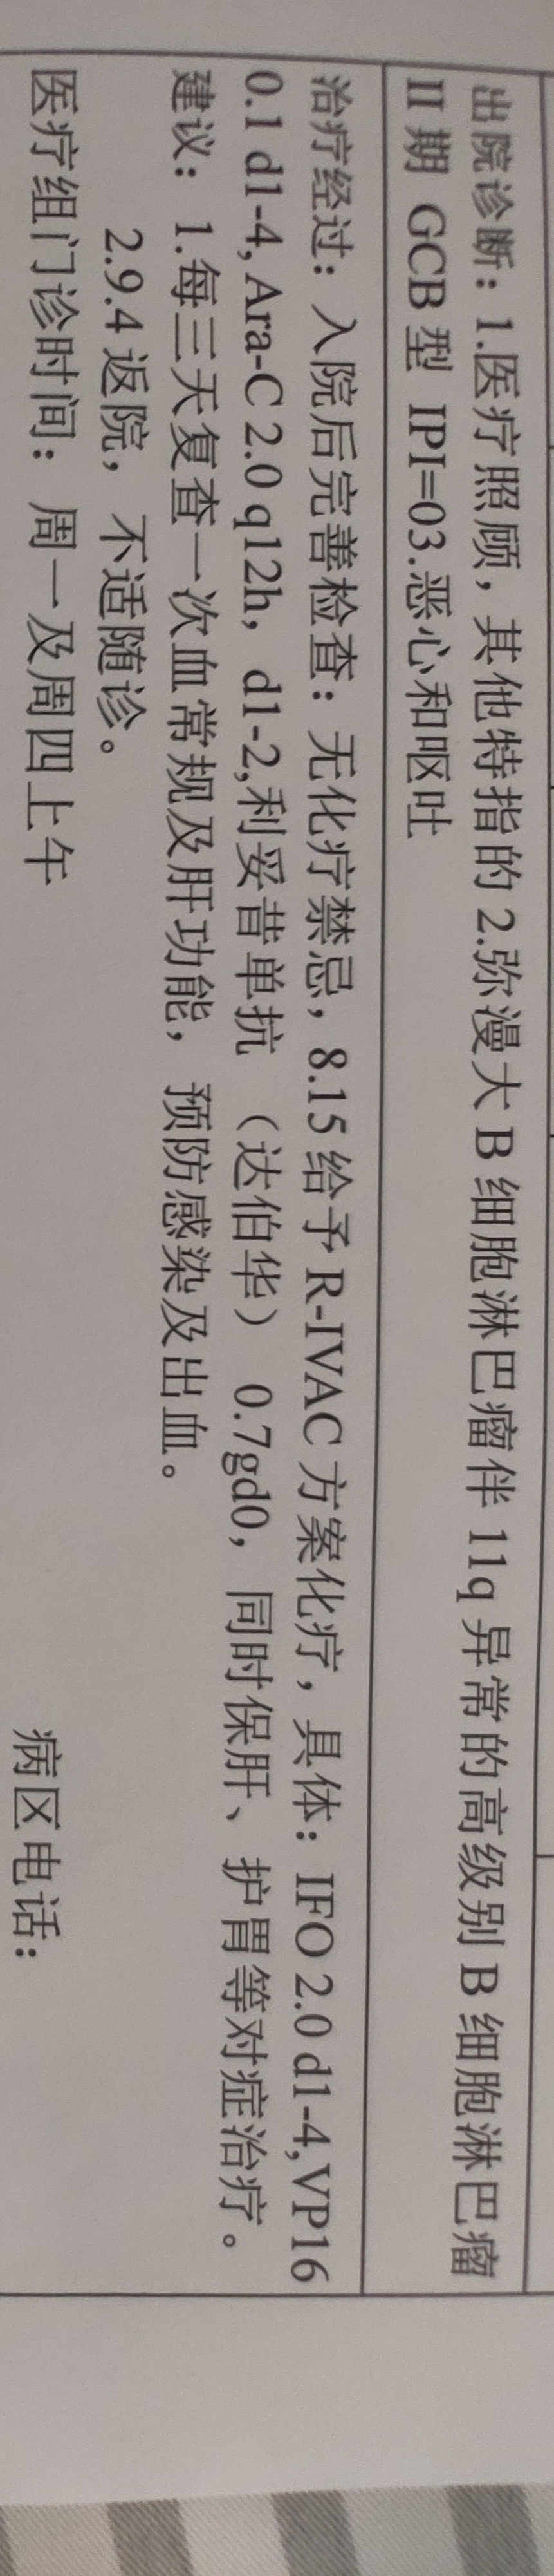 出院诊断：1.医疗照顾，其他特指的 2.弥漫大 B 细胞淋巴瘤伴 11q 异常的高级别 B 细胞淋巴瘤
II 期 GCB 型 IPI=03.恶心和呕吐
治疗经过：入院后完善检查：无化疗禁忌，8.15 给予 R-IVAC 方案化疗，具体：IFO 2.0 d1-4,VP16
0.1 d1-4, Ara-C 2.0 q12h，d1-2,利妥昔单抗（达伯华）0.7gd0，同时保肝、护胃等对症治疗。
建议：1.每三天复查一次血常规及肝功能，预防感染及出血。
2.9.4 返院，不适随诊。
医疗组门诊时间：周一及周四上午 病区电话：